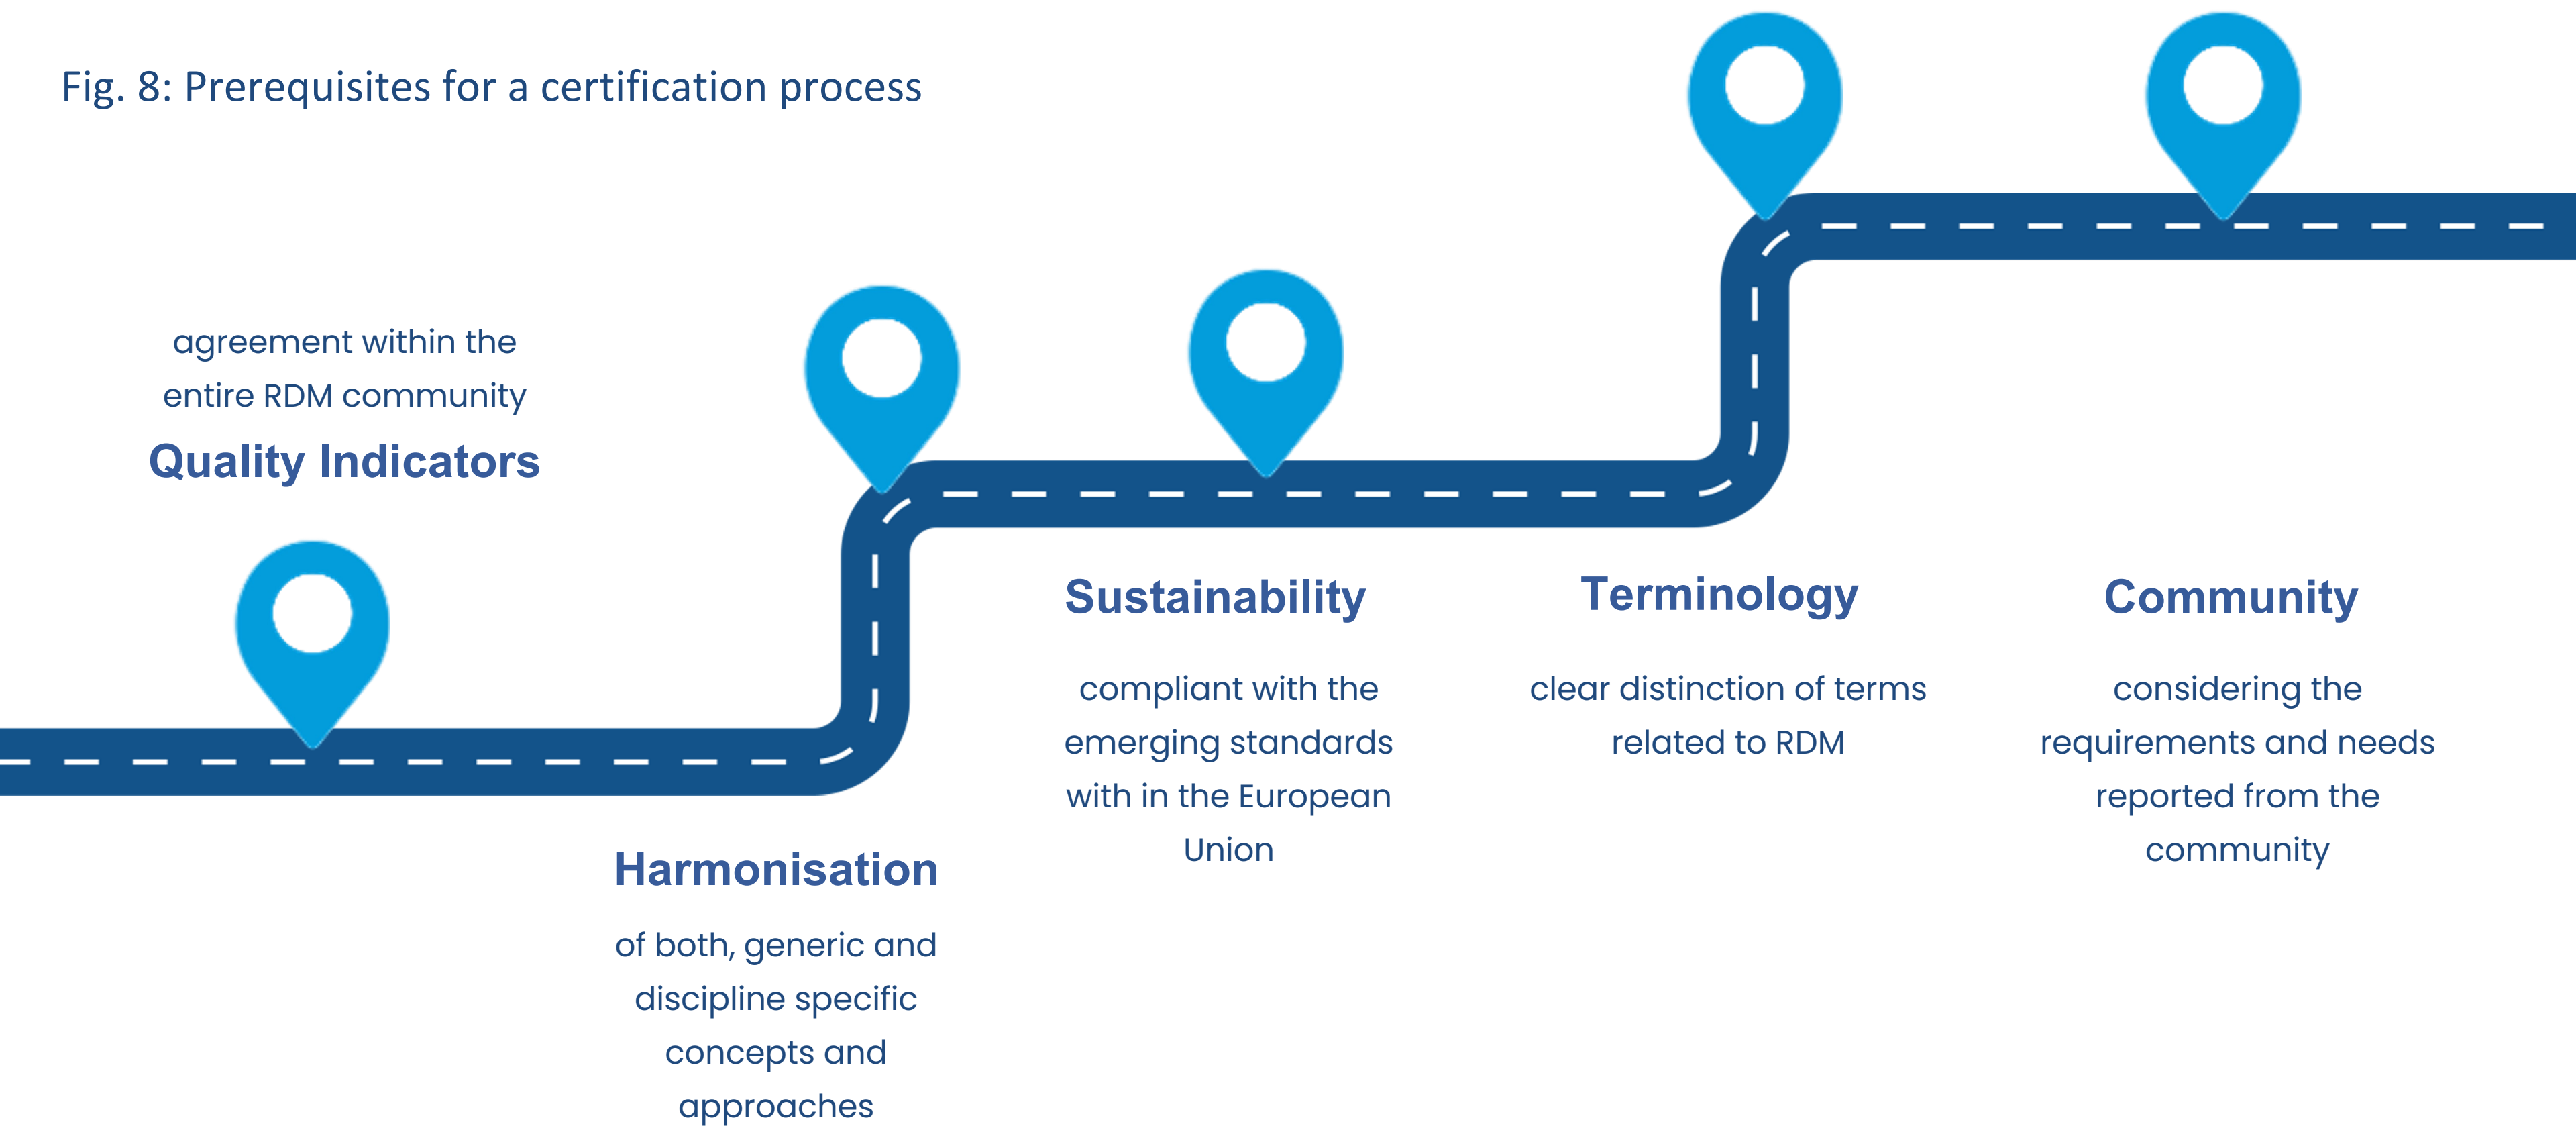 Fig. 8: Prerequisites for a certification process
agreement within the
entire RDM community
Quality Indicators
Harmonisation
of both, generic and
discipline specific
concepts and
approaches
Sustainability
compliant with the
emerging standards
with in the European
Union
Terminology
clear distinction of terms
related to RDM
Community
considering the
requirements and needs
reported from the
community